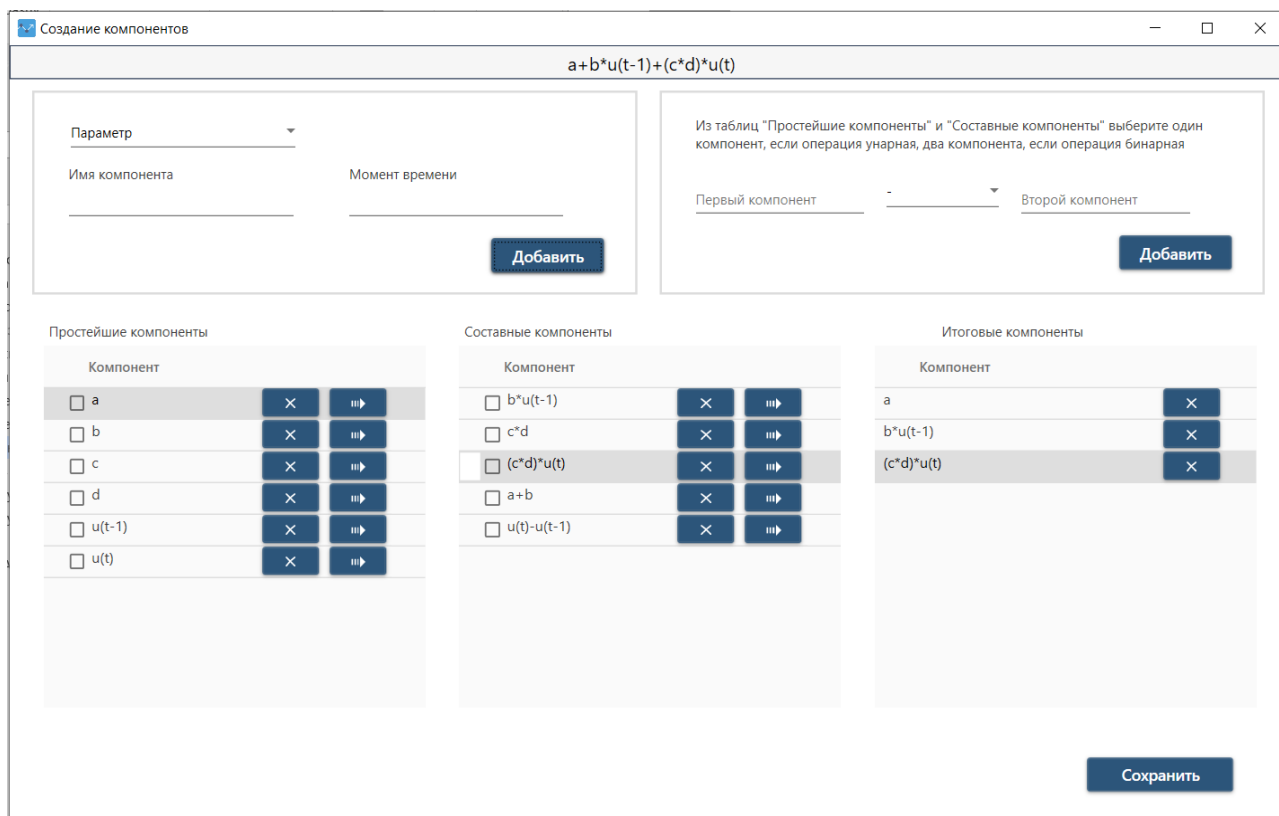 Создание компонентов
a+b*u(t-1)+(c*d)*u(t)
Параметр
Имя компонента
Момент времени
Добавить
Из таблиц "Простейшие компоненты" и "Составные компоненты" выберите один
компонент, если операция унарная, два компонента, если операция бинарная
Первый компонент
-
Второй компонент
Добавить
Простейшие компоненты
Компонент
a
b
c
d
u(t-1)
u(t)
Составные компоненты
Компонент
b*u(t-1)
c*d
(c*d)*u(t)
a+b
u(t)-u(t-1)
Итоговые компоненты
Компонент
a
b*u(t-1)
(c*d)*u(t)
Сохранить